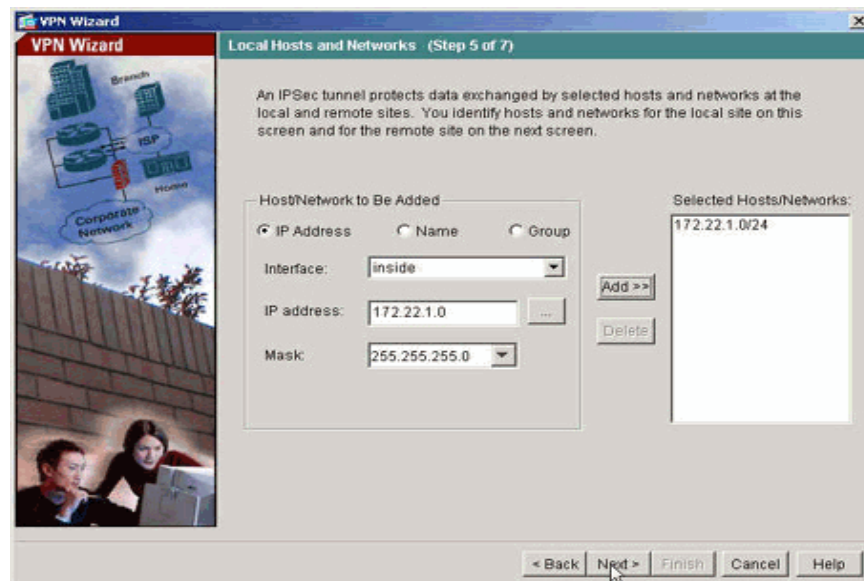 VPN Wizard
VPN Wizard
Branch
ISP
Home
Corporate
Network
Local Hosts and Networks (Step 5 of 7)
An IPSec tunnel protects data exchanged by selected hosts and networks at the
local and remote sites. You identify hosts and networks for the local site on this
screen and for the remote site on the next screen.
Host/Network to Be Added
IP Address Name Group
Interface: inside
IP address: 172.22.1.0 ...
Mask: 255.255.255.0
Add >>
Delete
Selected Hosts/Networks:
172.22.1.0/24
< Back Next > Finish Cancel Help